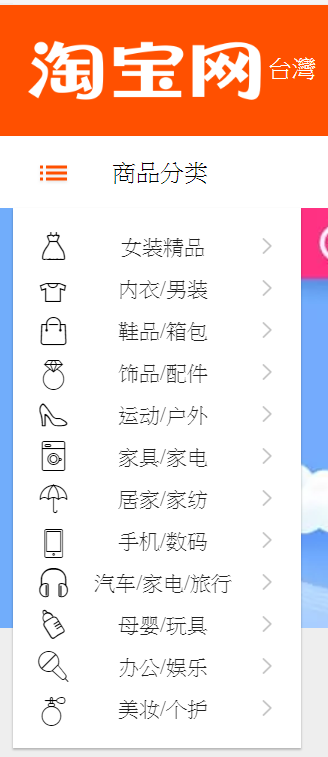 淘宝网 台灣
商品分类
女装精品
内衣/男装
鞋品/箱包
饰品/配件
运动/户外
家具/家电
居家/家纺
手机/数码
汽车/家电/旅行
母婴/玩具
办公/娱乐
美妆/个护